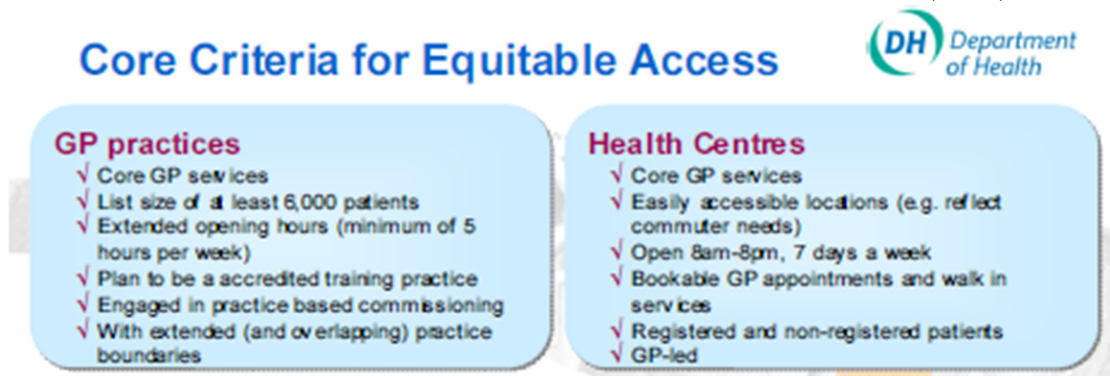 Core Criteria for Equitable Access
DH Department
of Health
GP practices
√ Core GP services
√ List size of at least 6,000 patients
√ Extended opening hours (minimum of 5
hours per week)
√ Plan to be a accredited training practice
√ Engaged in practice based commissioning
√ With extended (and overlapping) practice
boundaries
Health Centres
√ Core GP services
√ Easily accessible locations (e.g. reflect
commuter needs)
√ Open 8am-8pm, 7 days a week
√ Bookable GP appointments and walk in
services
√ Registered and non-registered patients
√ GP-led